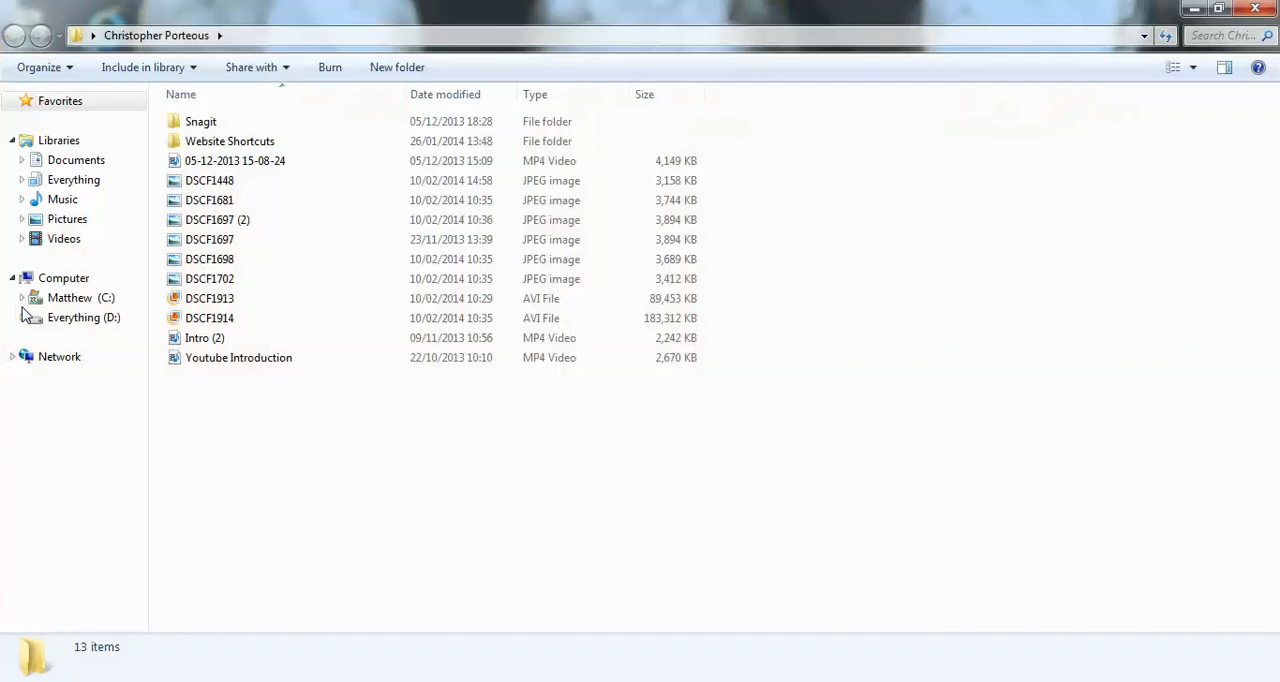 Christopher Porteous
Search Chri...
Organize Include in library Share with Burn New folder
Favorites
Libraries
Documents
Everything
Music
Pictures
Videos
Computer
Matthew (C:)
Everything (D:)
Network
Name Date modified Type Size
Snagit 05/12/2013 18:28 File folder
Website Shortcuts 26/01/2014 13:48 File folder
05-12-2013 15-08-24 05/12/2013 15:09 MP4 Video 4,149 KB
DSCF1448 10/02/2014 14:58 JPEG image 3,158 KB
DSCF1681 10/02/2014 10:35 JPEG image 3,744 KB
DSCF1697 (2) 10/02/2014 10:36 JPEG image 3,894 KB
DSCF1697 23/11/2013 13:39 JPEG image 3,894 KB
DSCF1698 10/02/2014 10:35 JPEG image 3,689 KB
DSCF1702 10/02/2014 10:35 JPEG image 3,412 KB
DSCF1913 10/02/2014 10:29 AVI File 89,453 KB
DSCF1914 10/02/2014 10:35 AVI File 183,312 KB
Intro (2) 09/11/2013 10:56 MP4 Video 2,242 KB
Youtube Introduction 22/10/2013 10:10 MP4 Video 2,670 KB
13 items